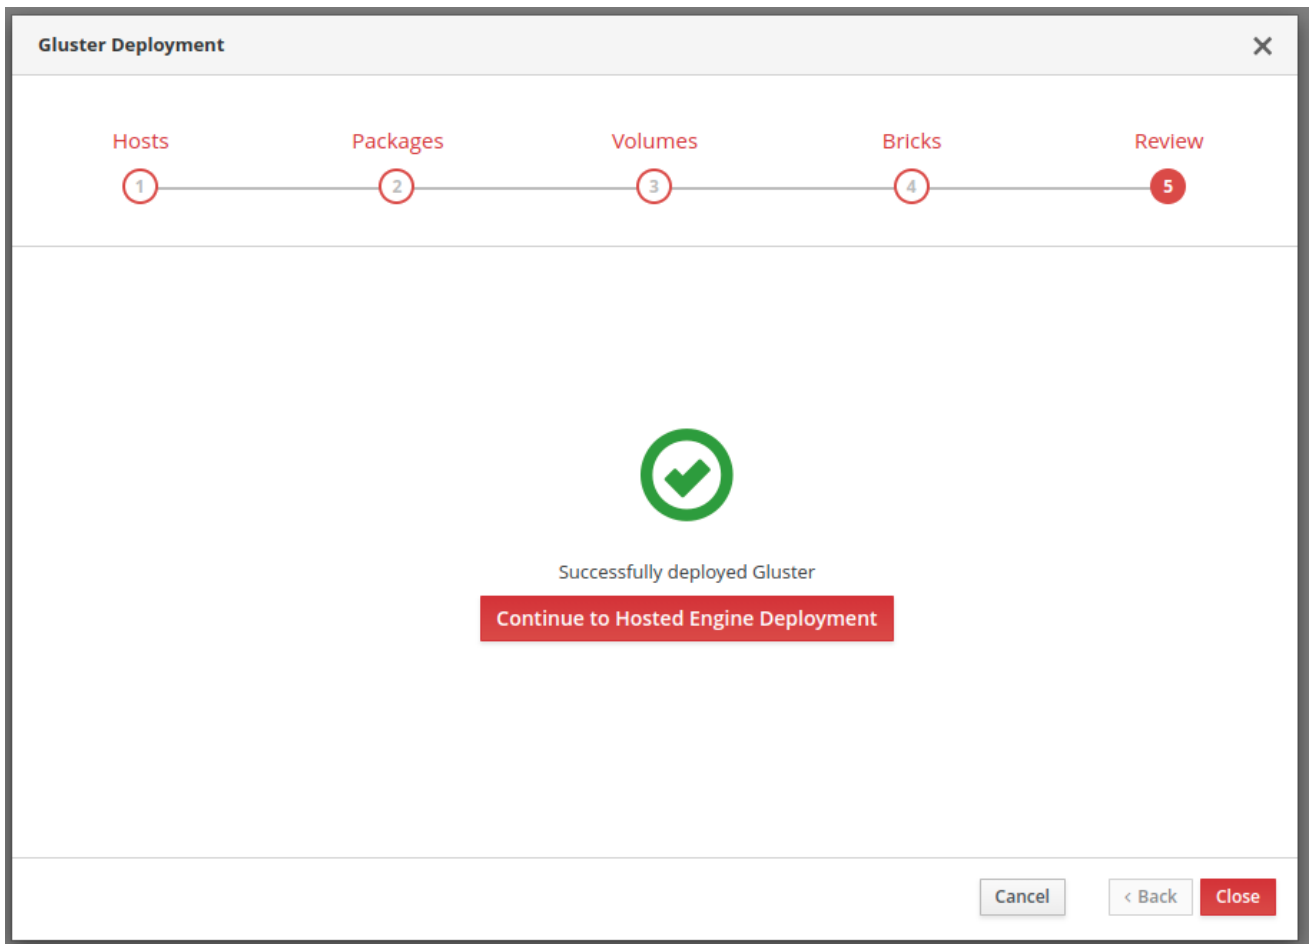 Gluster Deployment
Hosts Packages Volumes Bricks Review
1 2 3 4 5
Successfully deployed Gluster
Continue to Hosted Engine Deployment
Cancel < Back Close